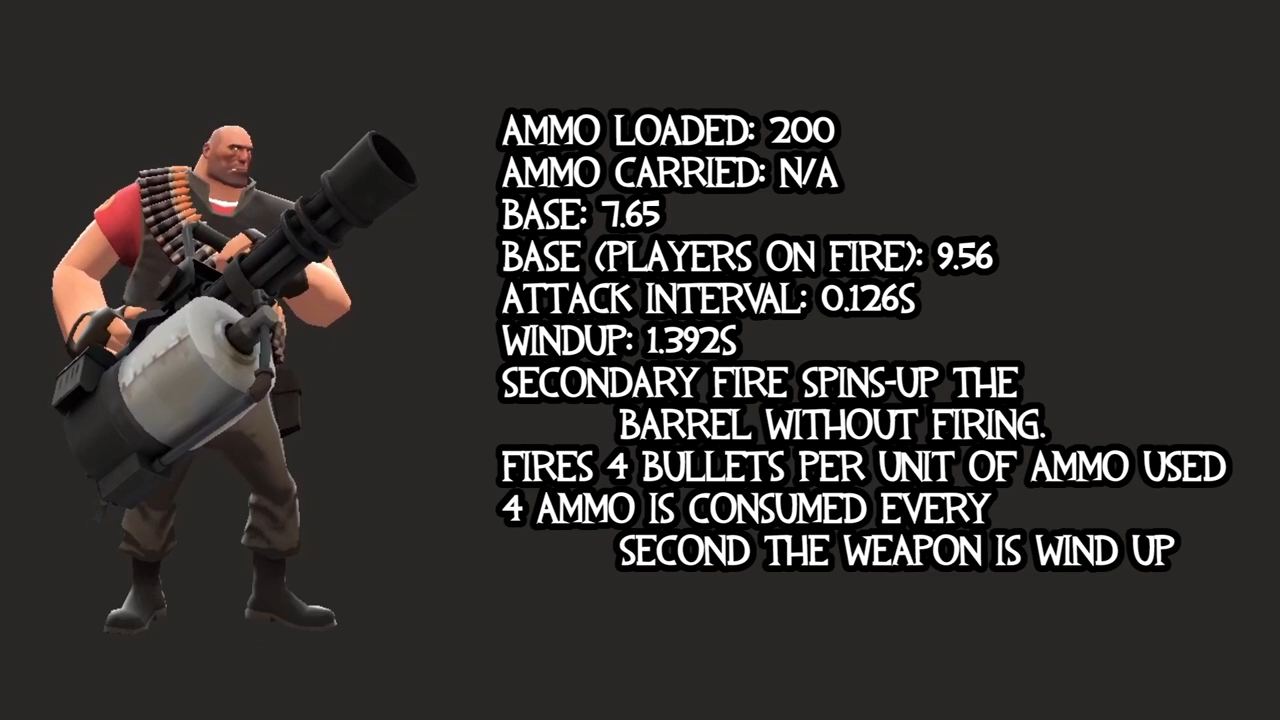 AMMO LOADED: 200
AMMO CARRIED: N/A
BASE: 7.65
BASE (PLAYERS ON FIRE): 9.56
ATTACK INTERVAL: 0.126S
WINDUP: 1.392S
SECONDARY FIRE SPINS-UP THE
BARREL WITHOUT FIRING.
FIRES 4 BULLETS PER UNIT OF AMMO USED
4 AMMO IS CONSUMED EVERY
SECOND THE WEAPON IS WIND UP